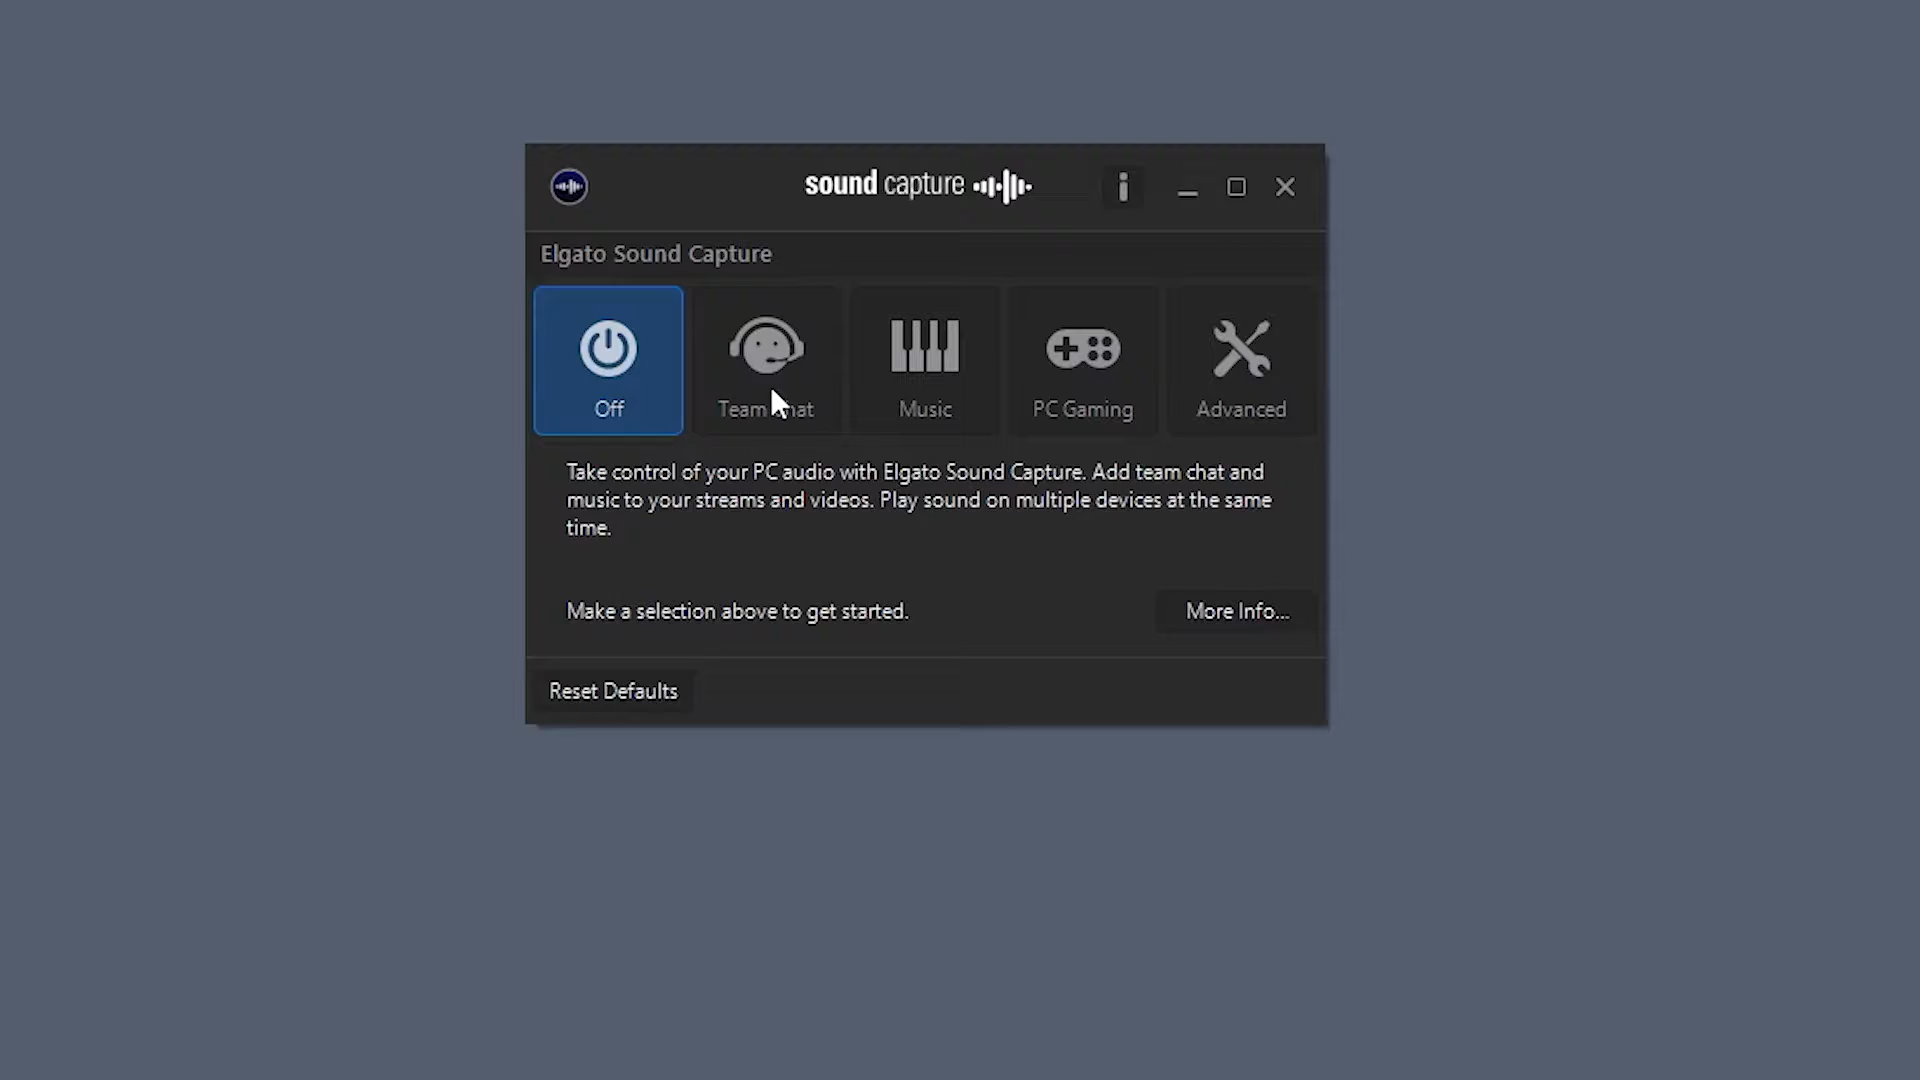 sound capture
Elgato Sound Capture
Off
Team hat
Music
PC Gaming
Advanced
Take control of your PC audio with Elgato Sound Capture. Add team chat and
music to your streams and videos. Play sound on multiple devices at the same
time.
Make a selection above to get started.
More Info...
Reset Defaults